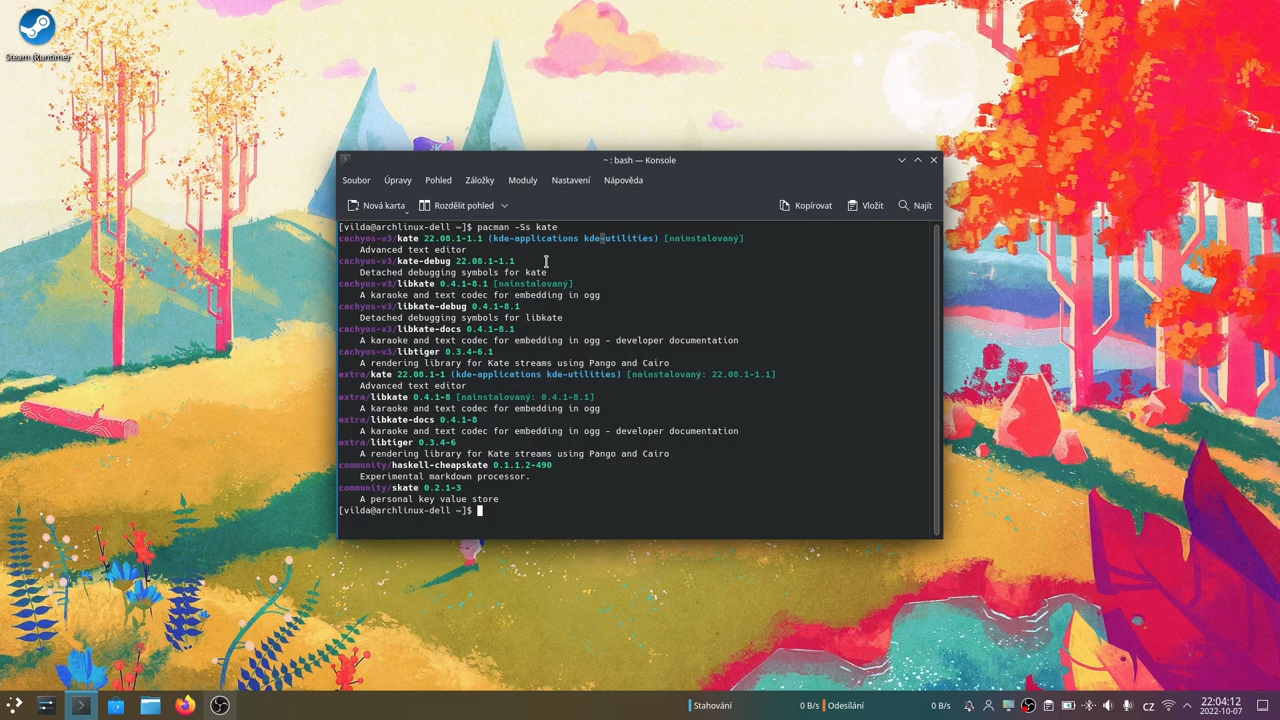 Steam (Runtime)
~ : bash — Konsole
Soubor Úpravy Pohled Záložky Moduly Nastavení Nápověda
Nová karta Rozdělit pohled Kopírovat Vložit Najít
[vilda@archlinux-dell ~]$ pacman -Ss kate
cachyos-v3/kate 22.08.1-1.1 (kde-applications kde-utilities) [nainstalovaný]
Advanced text editor
cachyos-v3/kate-debug 22.08.1-1.1
Detached debugging symbols for kate
cachyos-v3/libkate 0.4.1-8.1 [nainstalovaný]
A karaoke and text codec for embedding in ogg
cachyos-v3/libkate-debug 0.4.1-8.1
Detached debugging symbols for libkate
cachyos-v3/libkate-docs 0.4.1-8.1
A karaoke and text codec for embedding in ogg - developer documentation
cachyos-v3/libtiger 0.3.4-6.1
A rendering library for Kate streams using Pango and Cairo
extra/kate 22.08.1-1 (kde-applications kde-utilities) [nainstalovaný: 22.08.1-1.1]
Advanced text editor
extra/libkate 0.4.1-8 [nainstalovaný: 0.4.1-8.1]
A karaoke and text codec for embedding in ogg
extra/libkate-docs 0.4.1-8
A karaoke and text codec for embedding in ogg - developer documentation
extra/libtiger 0.3.4-6
A rendering library for Kate streams using Pango and Cairo
community/haskell-cheapskate 0.1.1.2-490
Experimental markdown processor.
community/skate 0.2.1-3
A personal key value store
[vilda@archlinux-dell ~]$
Stahování 0 B/s Odesílání 0 B/s CZ 22:04:12
2022-10-07